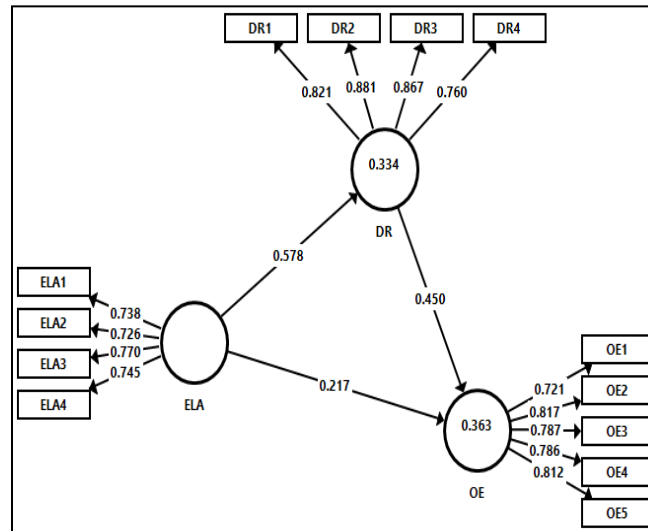 DR1 DR2 DR3 DR4
0.821 0.881 0.867 0.760
0.334
DR
0.578
0.450
ELA1
ELA2
ELA3
ELA4
0.738
0.726
0.770
0.745
ELA
0.217
0.363
OE
0.721
0.817
0.787
0.786
0.812
OE1
OE2
OE3
OE4
OE5